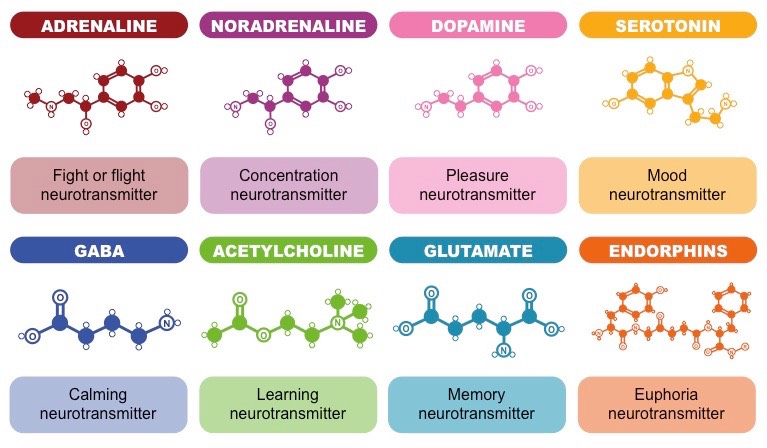 ADRENALINE
NORADRENALINE
DOPAMINE
SEROTONIN
Fight or flight
neurotransmitter
Concentration
neurotransmitter
Pleasure
neurotransmitter
Mood
neurotransmitter
GABA
ACETYLCHOLINE
GLUTAMATE
ENDORPHINS
Calming
neurotransmitter
Learning
neurotransmitter
Memory
neurotransmitter
Euphoria
neurotransmitter